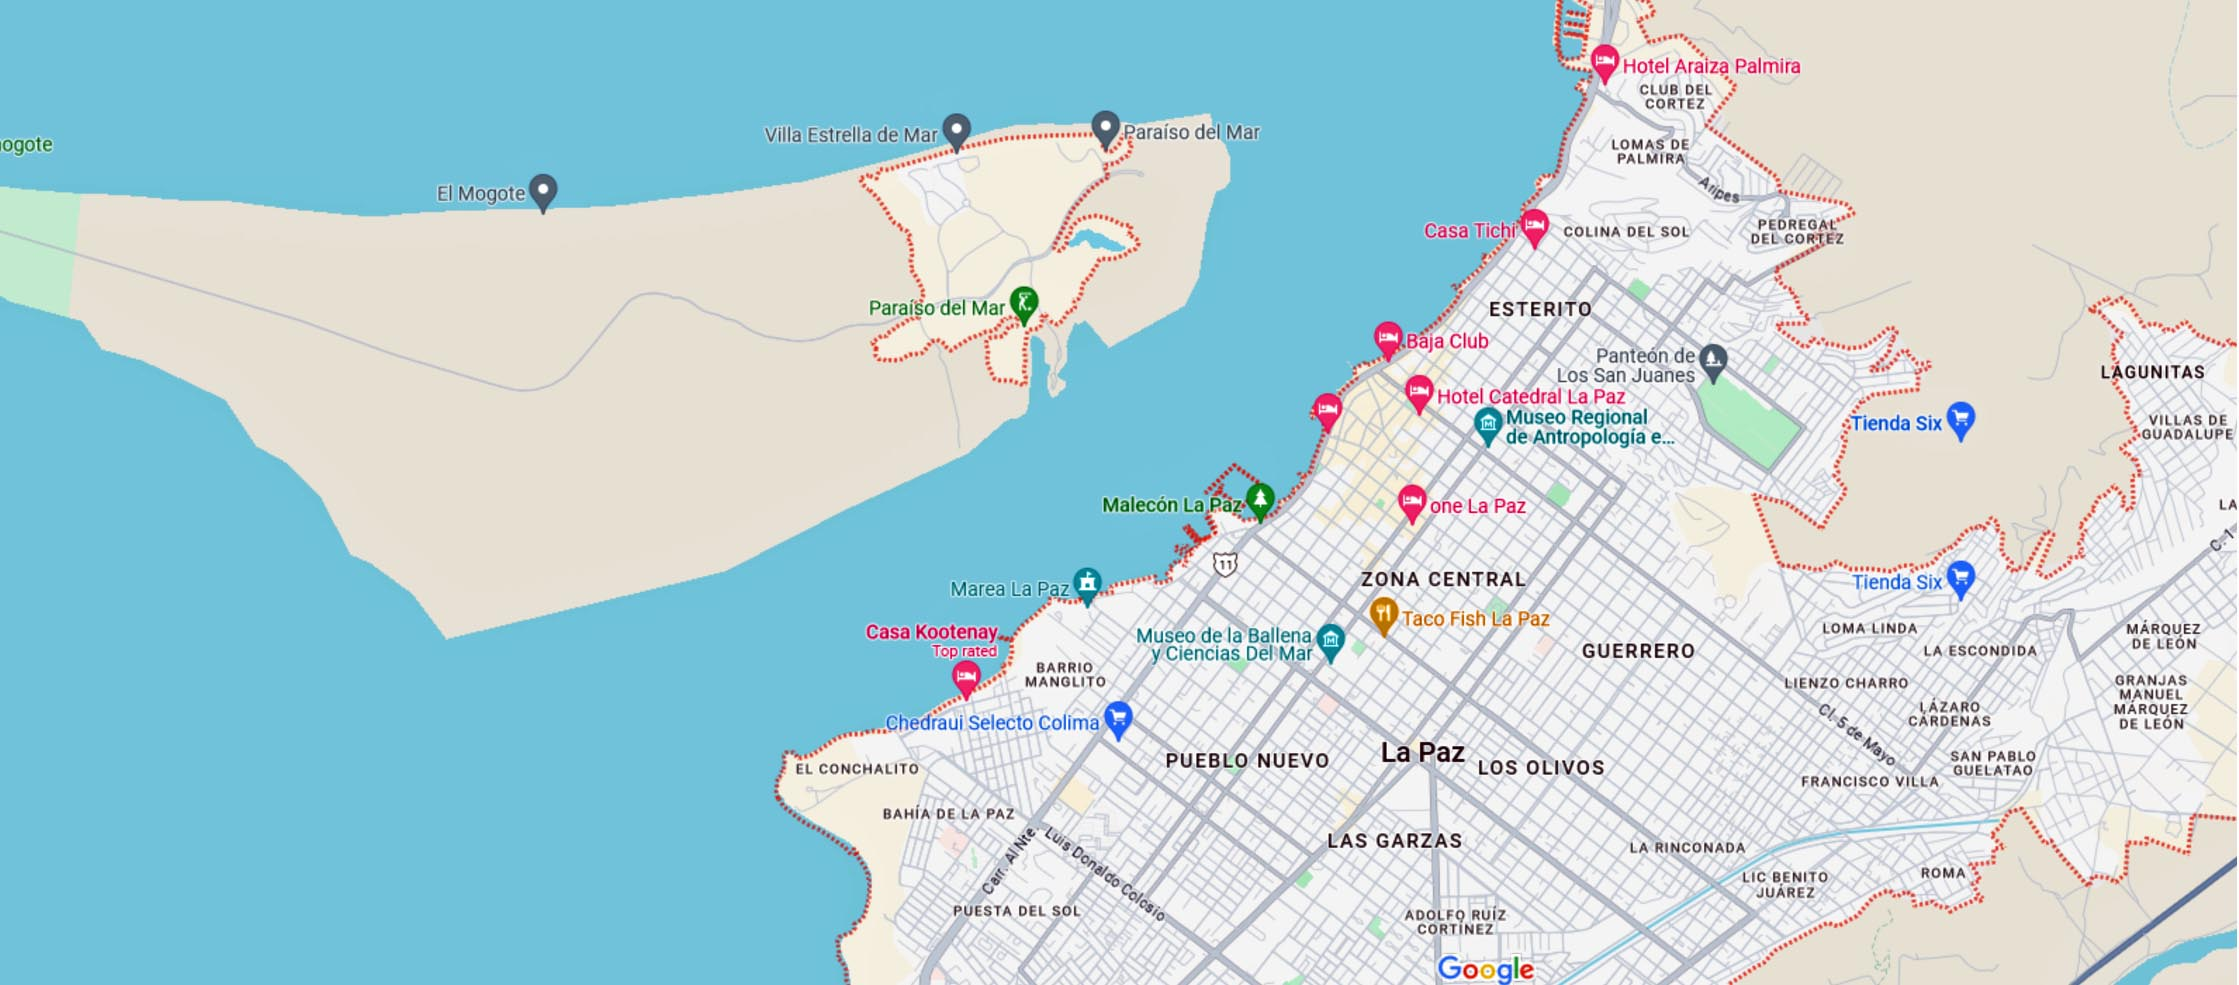 Hotel Araiza Palmira
CLUB DEL
CORTEZ
Villa Estrella de Mar
Paraíso del Mar
ogote
LOMAS DE
PALMIRA
El Mogote
Aripes
Casa Tichi
COLINA DEL SOL
PEDREGAL
DEL CORTEZ
Paraíso del Mar
ESTERITO
Baja Club
Panteón de
Los San Juanes
LAGUNITAS
Hotel Catedral La Paz
Museo Regional
de Antropología e...
Tienda Six
VILLAS DE
GUADALUPE
Malecón La Paz
one La Paz
LA
C. 1
11
Marea La Paz
ZONA CENTRAL
Tienda Six
Taco Fish La Paz
Casa Kootenay
Top rated
Museo de la Ballena
y Ciencias Del Mar
GUERRERO
LOMA LINDA
MÁRQUEZ
DE LEÓN
LA ESCONDIDA
BARRIO
MANGLITO
LIENZO CHARRO
GRANJAS
MANUEL
MÁRQUEZ
DE LEÓN
LÁZARO
CÁRDENAS
Chedraui Selecto Colima
Cl. 5 de Mayo
PUEBLO NUEVO
La Paz
LOS OLIVOS
SAN PABLO
GUELATAO
EL CONCHALITO
FRANCISCO VILLA
BAHÍA DE LA PAZ
LAS GARZAS
LA RINCONADA
Carr. Al Nte.
Luis Donaldo Colosio
LIC BENITO
JUÁREZ
ROMA
PUESTA DEL SOL
ADOLFO RUÍZ
CORTÍNEZ
Google